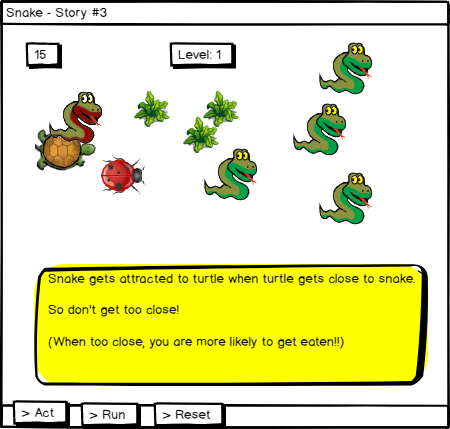 Snake - Story #3
15
Level: 1
Snake gets attracted to turtle when turtle gets close to snake.
So don't get too close!
(When too close, you are more likely to get eaten!!)
> Act
> Run
> Reset